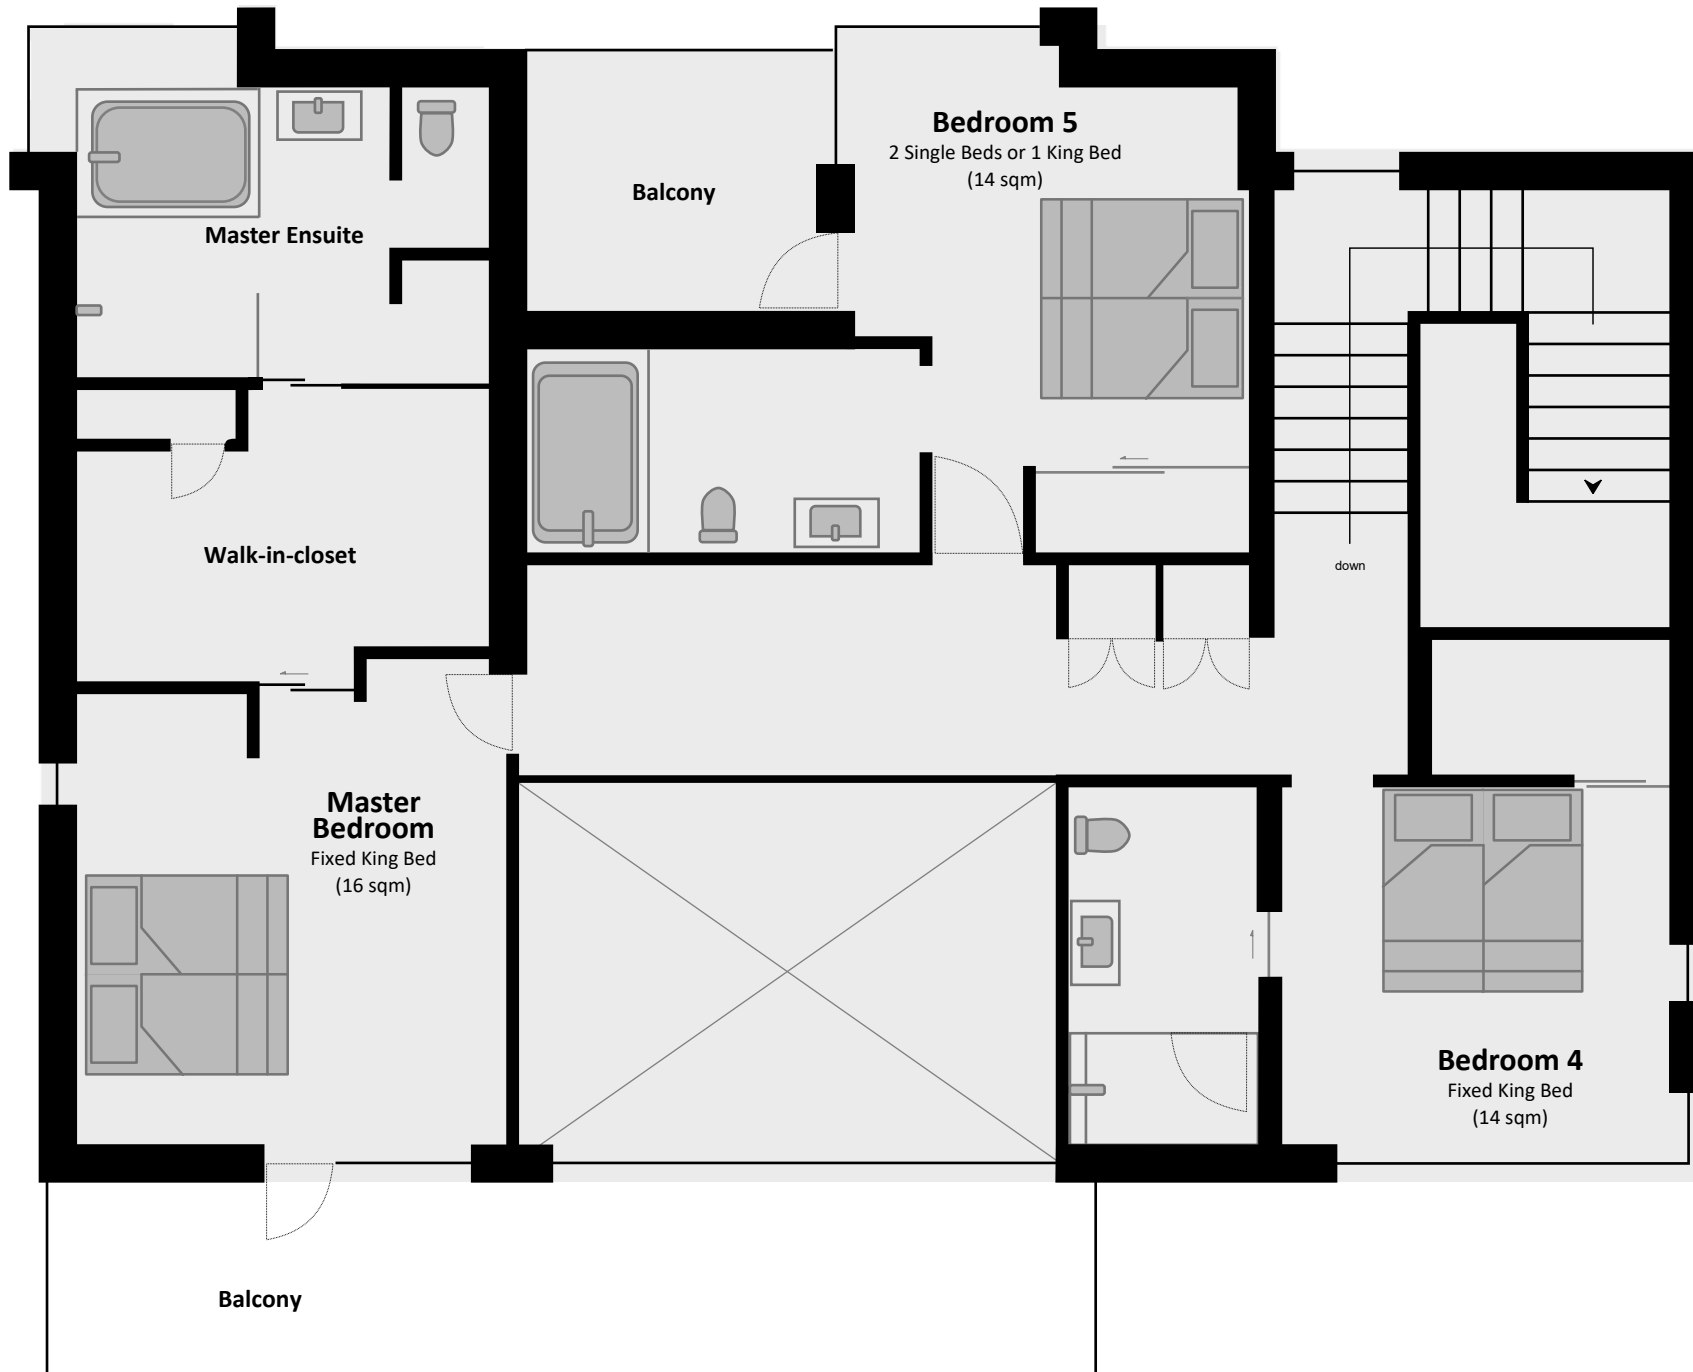 Bedroom 5
2 Single Beds or 1 King Bed
(14 sqm)
Balcony
Master Ensuite
Walk-in-closet
down
Master
Bedroom
Fixed King Bed
(16 sqm)
Bedroom 4
Fixed King Bed
(14 sqm)
Balcony